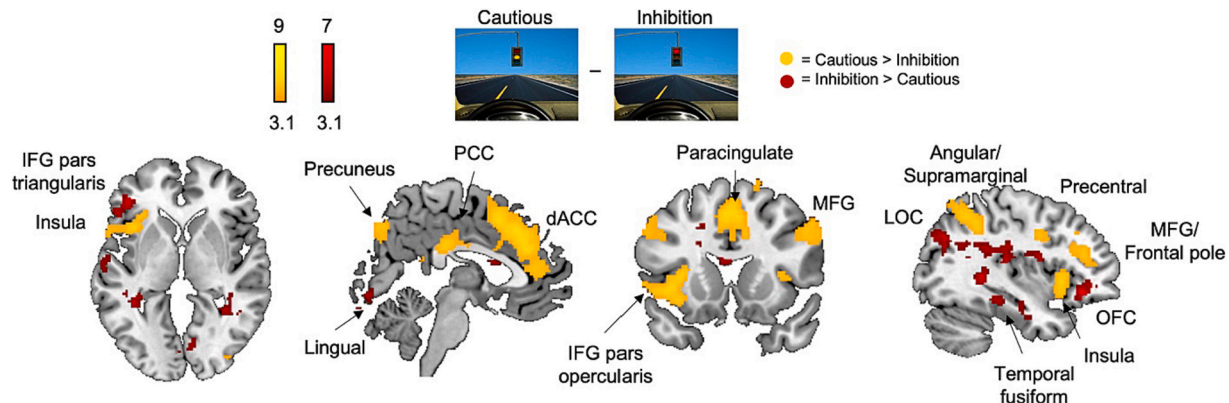 9
7
3.1
3.1
Cautious
–
Inhibition
= Cautious > Inhibition
= Inhibition > Cautious
IFG pars
triangularis
Insula
Precuneus
PCC
dACC
Lingual
Paracingulate
MFG
IFG pars
opercularis
Angular/
Supramarginal
Precentral
LOC
MFG/
Frontal pole
OFC
Insula
Temporal
fusiform